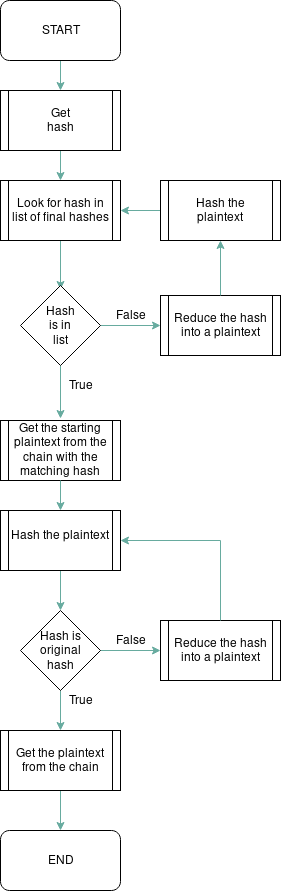 START
Get
hash
Look for hash in
list of final hashes
Hash the
plaintext
Hash
is in
list
False
Reduce the hash
into a plaintext
True
Get the starting
plaintext from the
chain with the
matching hash
Hash the plaintext
Hash is
original
hash
False
Reduce the hash
into a plaintext
True
Get the plaintext
from the chain
END